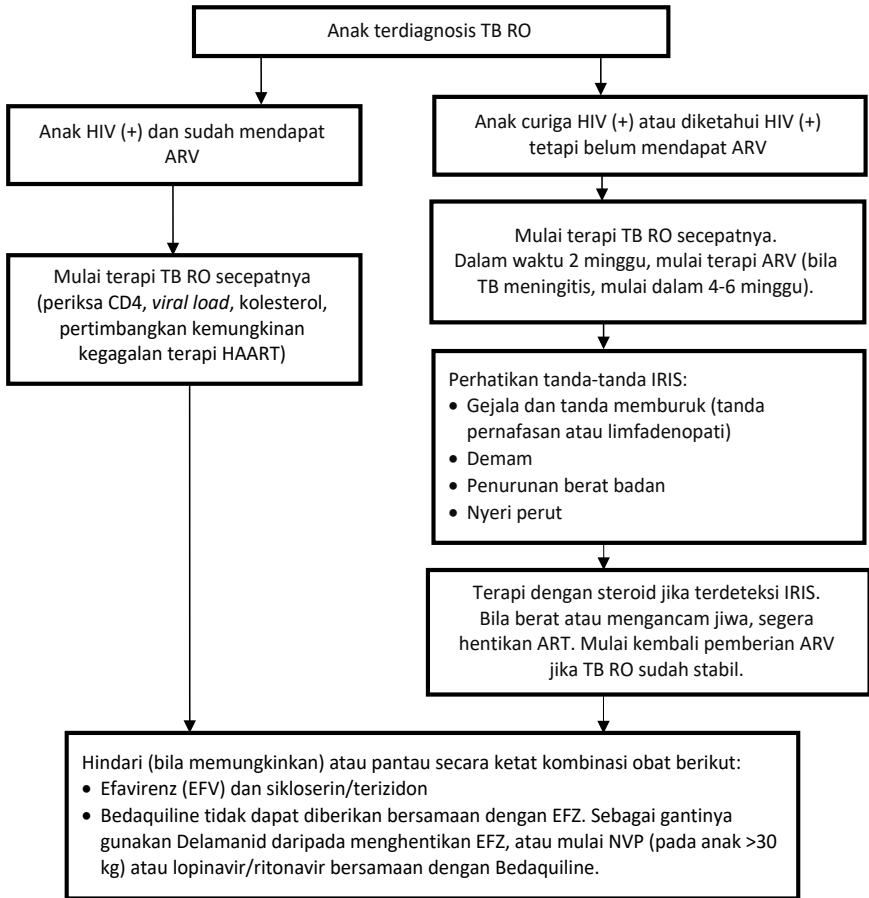 Anak terdiagnosis TB RO
Anak HIV (+) dan sudah mendapat
ARV
Anak curiga HIV (+) atau diketahui HIV (+)
tetapi belum mendapat ARV
Mulai terapi TB RO secepatnya
(periksa CD4, viral load, kolesterol,
pertimbangkan kemungkinan
kegagalan terapi HAART)
Mulai terapi TB RO secepatnya.
Dalam waktu 2 minggu, mulai terapi ARV (bila
TB meningitis, mulai dalam 4-6 minggu).
Perhatikan tanda-tanda IRIS:
• Gejala dan tanda memburuk (tanda
pernafasan atau limfadenopati)
• Demam
• Penurunan berat badan
• Nyeri perut
Terapi dengan steroid jika terdeteksi IRIS.
Bila berat atau mengancam jiwa, segera
hentikan ART. Mulai kembali pemberian ARV
jika TB RO sudah stabil.
Hindari (bila memungkinkan) atau pantau secara ketat kombinasi obat berikut:
• Efavirenz (EFV) dan sikloserin/terizidon
• Bedaquiline tidak dapat diberikan bersamaan dengan EFZ. Sebagai gantinya
gunakan Delamanid daripada menghentikan EFZ, atau mulai NVP (pada anak >30
kg) atau lopinavir/ritonavir bersamaan dengan Bedaquiline.